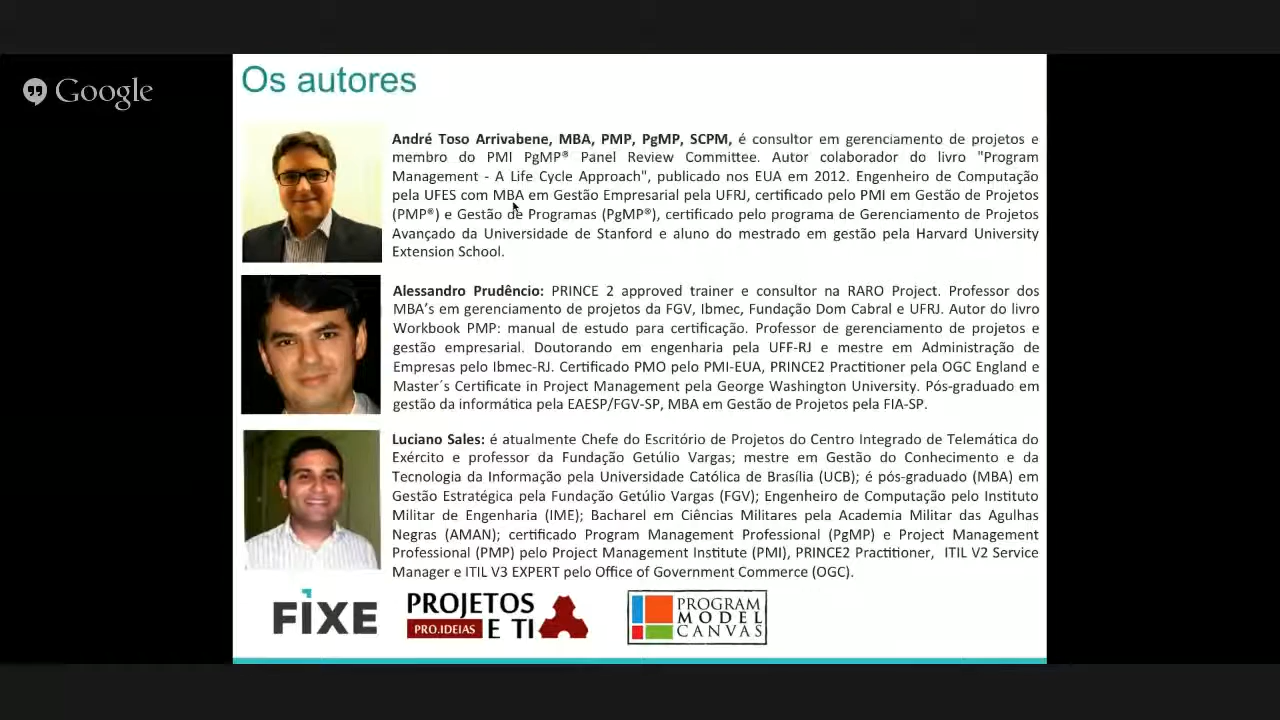 Google
Os autores
André Toso Arrivabene, MBA, PMP, PgMP, SCPM, é consultor em gerenciamento de projetos e
membro do PMI PgMP® Panel Review Committee. Autor colaborador do livro "Program
Management - A Life Cycle Approach", publicado nos EUA em 2012. Engenheiro de Computação
pela UFES com MBA em Gestão Empresarial pela UFRJ, certificado pelo PMI em Gestão de Projetos
(PMP®) e Gestão de Programas (PgMP®), certificado pelo programa de Gerenciamento de Projetos
Avançado da Universidade de Stanford e aluno do mestrado em gestão pela Harvard University
Extension School.
Alessandro Prudêncio: PRINCE 2 approved trainer e consultor na RARO Project. Professor dos
MBA's em gerenciamento de projetos da FGV, Ibmec, Fundação Dom Cabral e UFRJ. Autor do livro
Workbook PMP: manual de estudo para certificação. Professor de gerenciamento de projetos e
gestão empresarial. Doutorando em engenharia pela UFF-RJ e mestre em Administração de
Empresas pelo Ibmec-RJ. Certificado PMO pelo PMI-EUA, PRINCE2 Practitioner pela OGC England e
Master´s Certificate in Project Management pela George Washington University. Pós-graduado em
gestão da informática pela EAESP/FGV-SP, MBA em Gestão de Projetos pela FIA-SP.
Luciano Sales: é atualmente Chefe do Escritório de Projetos do Centro Integrado de Telemática do
Exército e professor da Fundação Getúlio Vargas; mestre em Gestão do Conhecimento e da
Tecnologia da Informação pela Universidade Católica de Brasília (UCB); é pós-graduado (MBA) em
Gestão Estratégica pela Fundação Getúlio Vargas (FGV); Engenheiro de Computação pelo Instituto
Militar de Engenharia (IME); Bacharel em Ciências Militares pela Academia Militar das Agulhas
Negras (AMAN); certificado Program Management Professional (PgMP) e Project Management
Professional (PMP) pelo Project Management Institute (PMI), PRINCE2 Practitioner, ITIL V2 Service
Manager e ITIL V3 EXPERT pelo Office of Government Commerce (OGC).
FIXE
PROJETOS
PRO.IDEIAS E TI
PROGRAM
MODEL
CANVAS